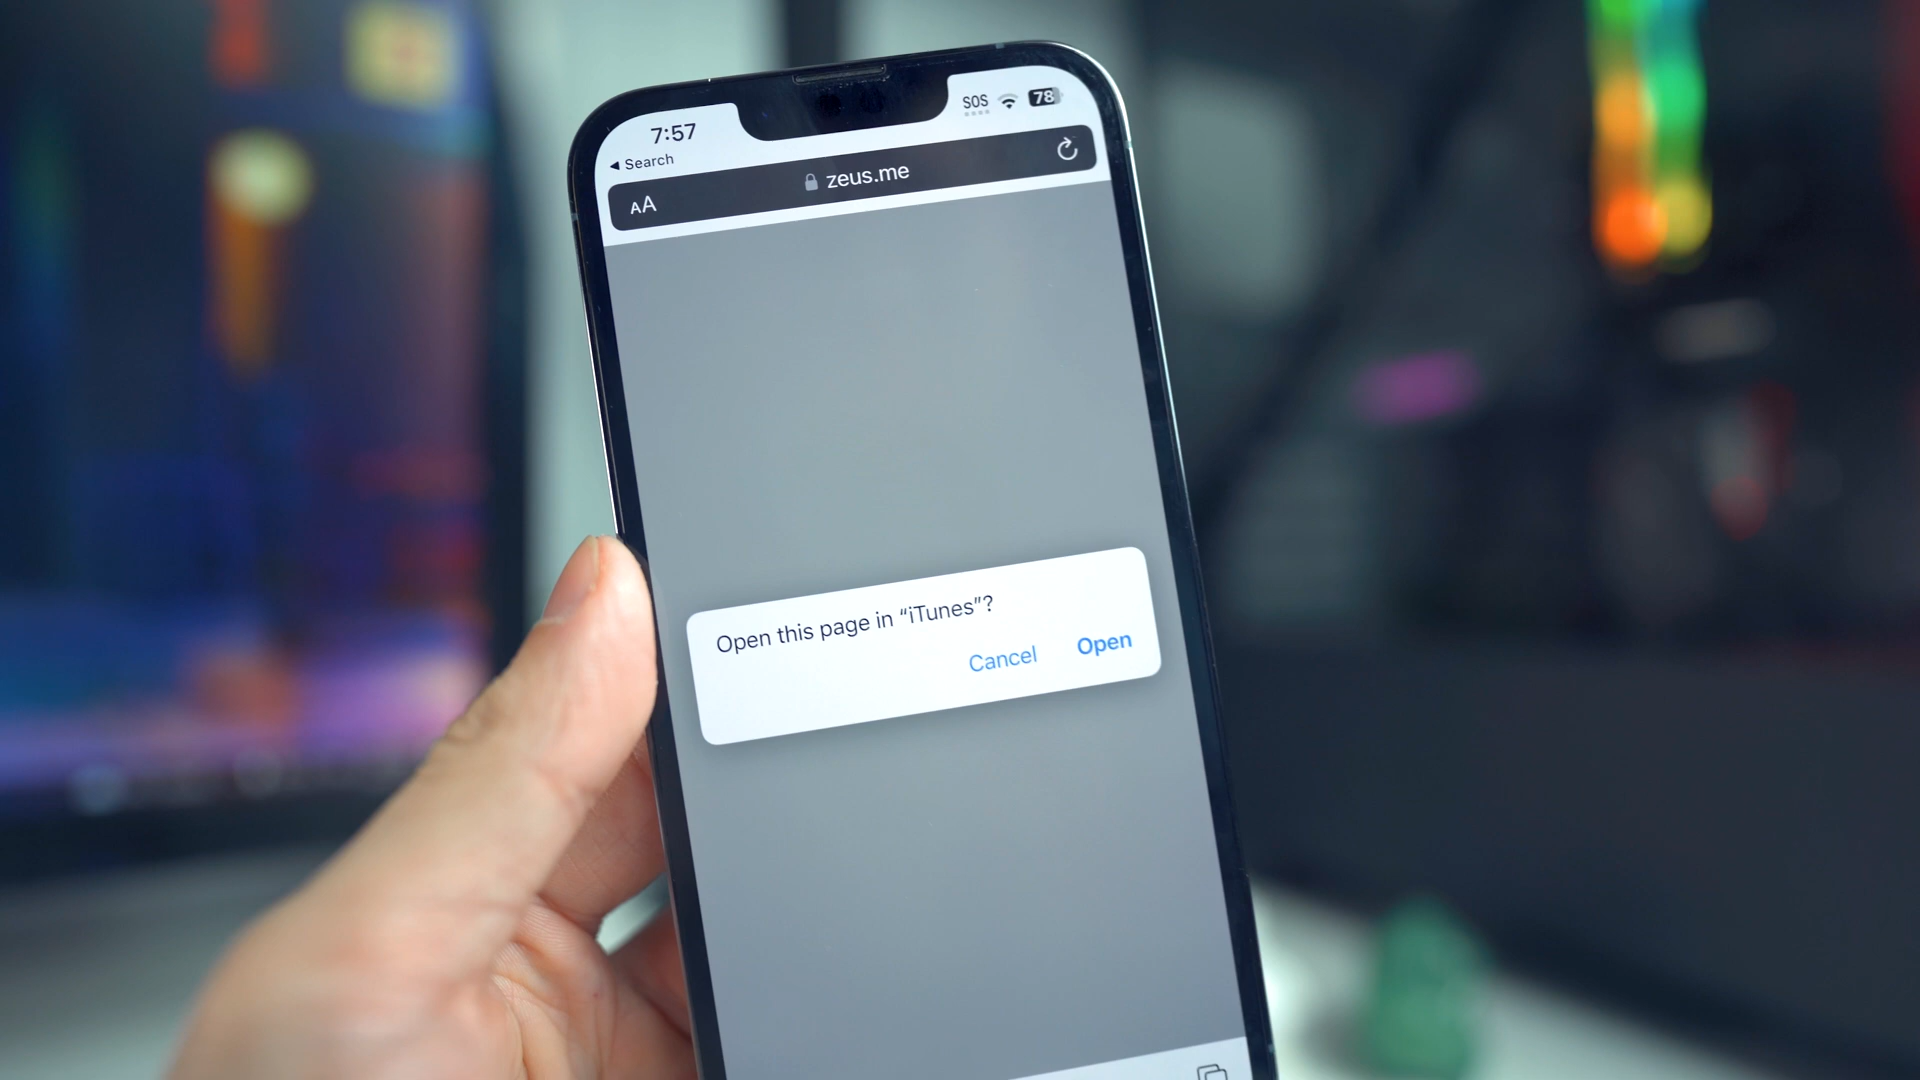 7:57
SOS
78
◀ Search
AA
zeus.me
Open this page in “iTunes”?
Cancel
Open